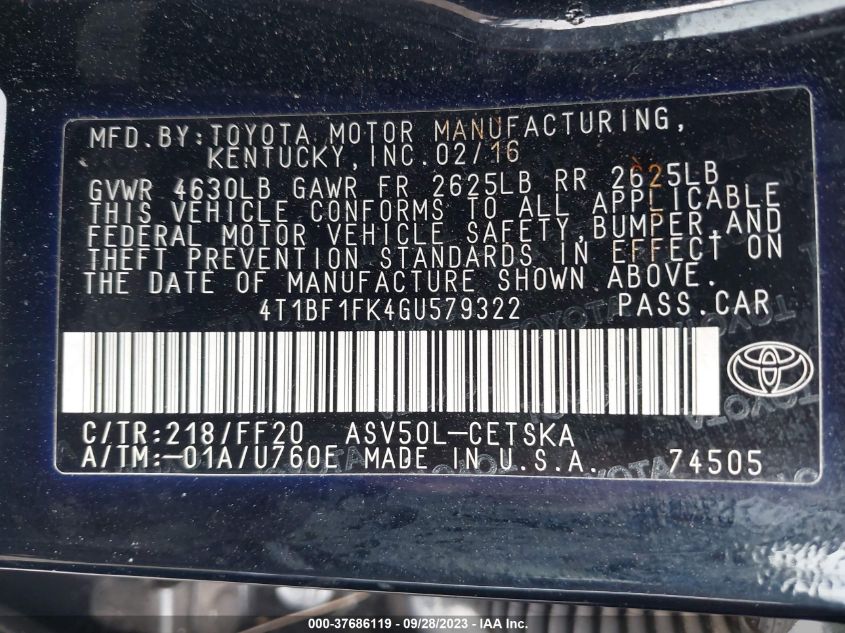 MFD.BY:TOYOTA MOTOR MANUFACTURING,
KENTUCKY,INC.02/16
GVWR 4630LB GAWR FR 2625LB RR 2625LB
THIS VEHICLE CONFORMS TO ALL APPLICABLE
FEDERAL MOTOR VEHICLE SAFETY,BUMPER,AND
THEFT PREVENTION STANDARDS IN EFFECT ON
THE DATE OF MANUFACTURE SHOWN ABOVE.
4T1BF1FK4GU579322 PASS.CAR
C/TR:218/FF20 ASV50L-CETSKA
A/TM:-01A/U760E MADE IN U.S.A. 74505
000-37686119 - 09/28/2023 - © IAA Inc.